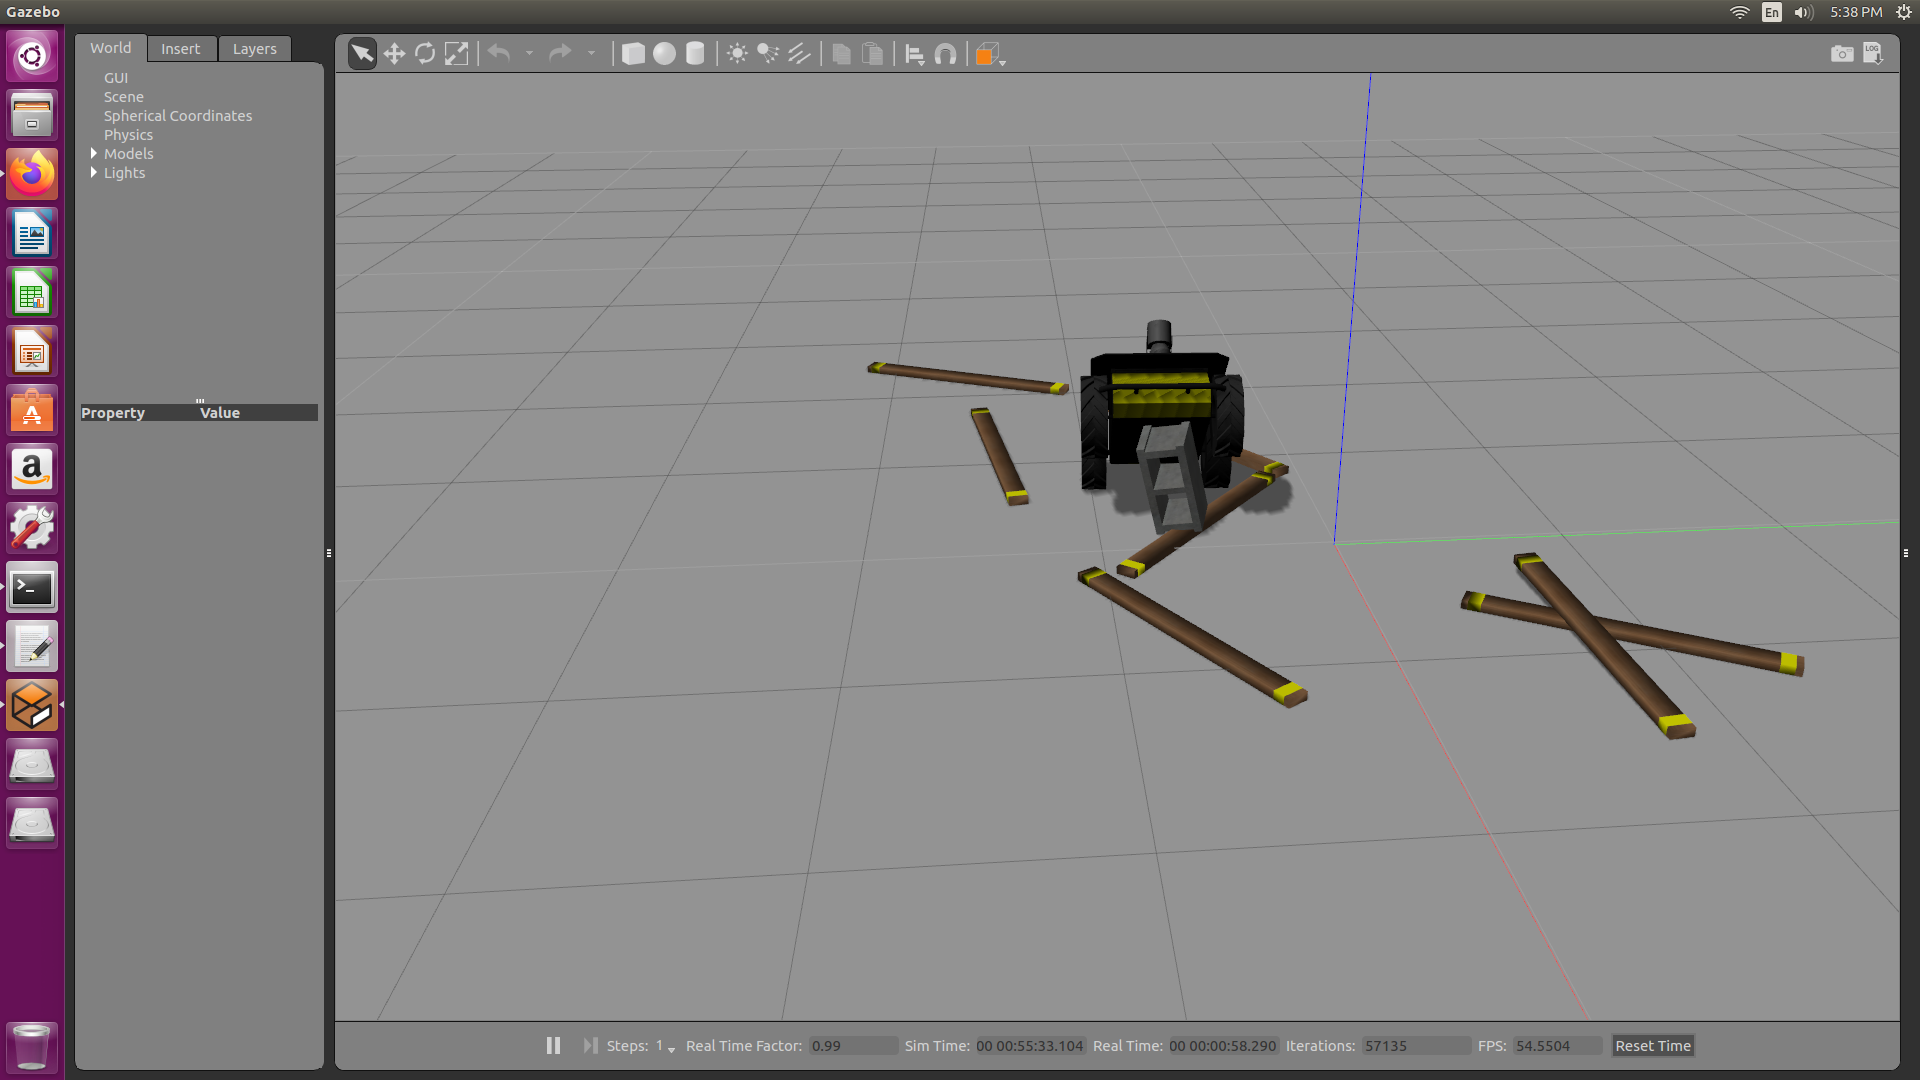 Gazebo
En
5:38 PM
World Insert Layers
GUI
Scene
Spherical Coordinates
Physics
Models
Lights
Property Value
LOG
Steps: 1 Real Time Factor: 0.99 Sim Time: 00 00:55:33.104 Real Time: 00 00:00:58.290 Iterations: 57135 FPS: 54.5504 Reset Time